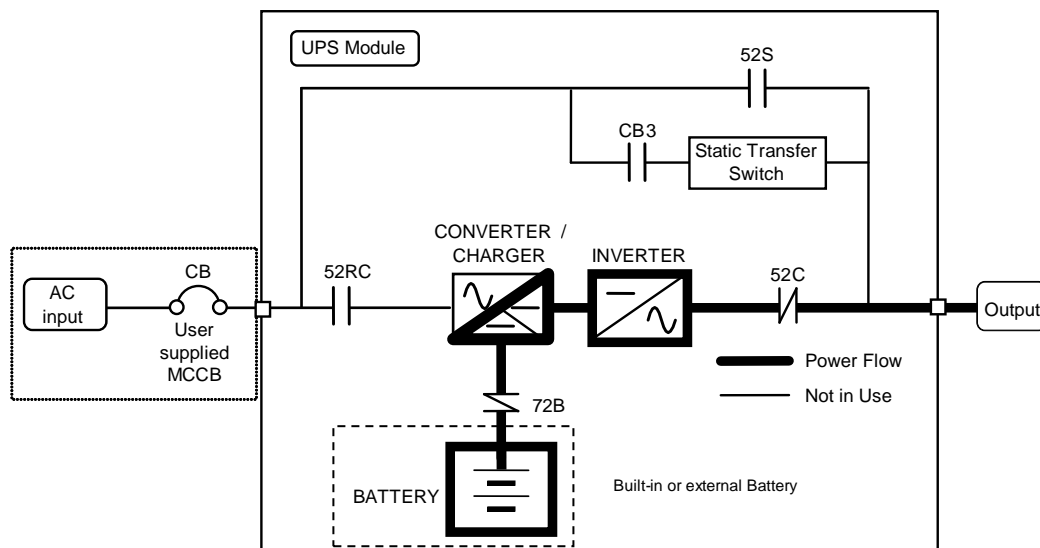 UPS Module
52S
CB3
Static Transfer
Switch
CONVERTER /
CHARGER
INVERTER
52RC
52C
CB
AC
input
User
supplied
MCCB
Output
Power Flow
Not in Use
72B
BATTERY
Built-in or external Battery